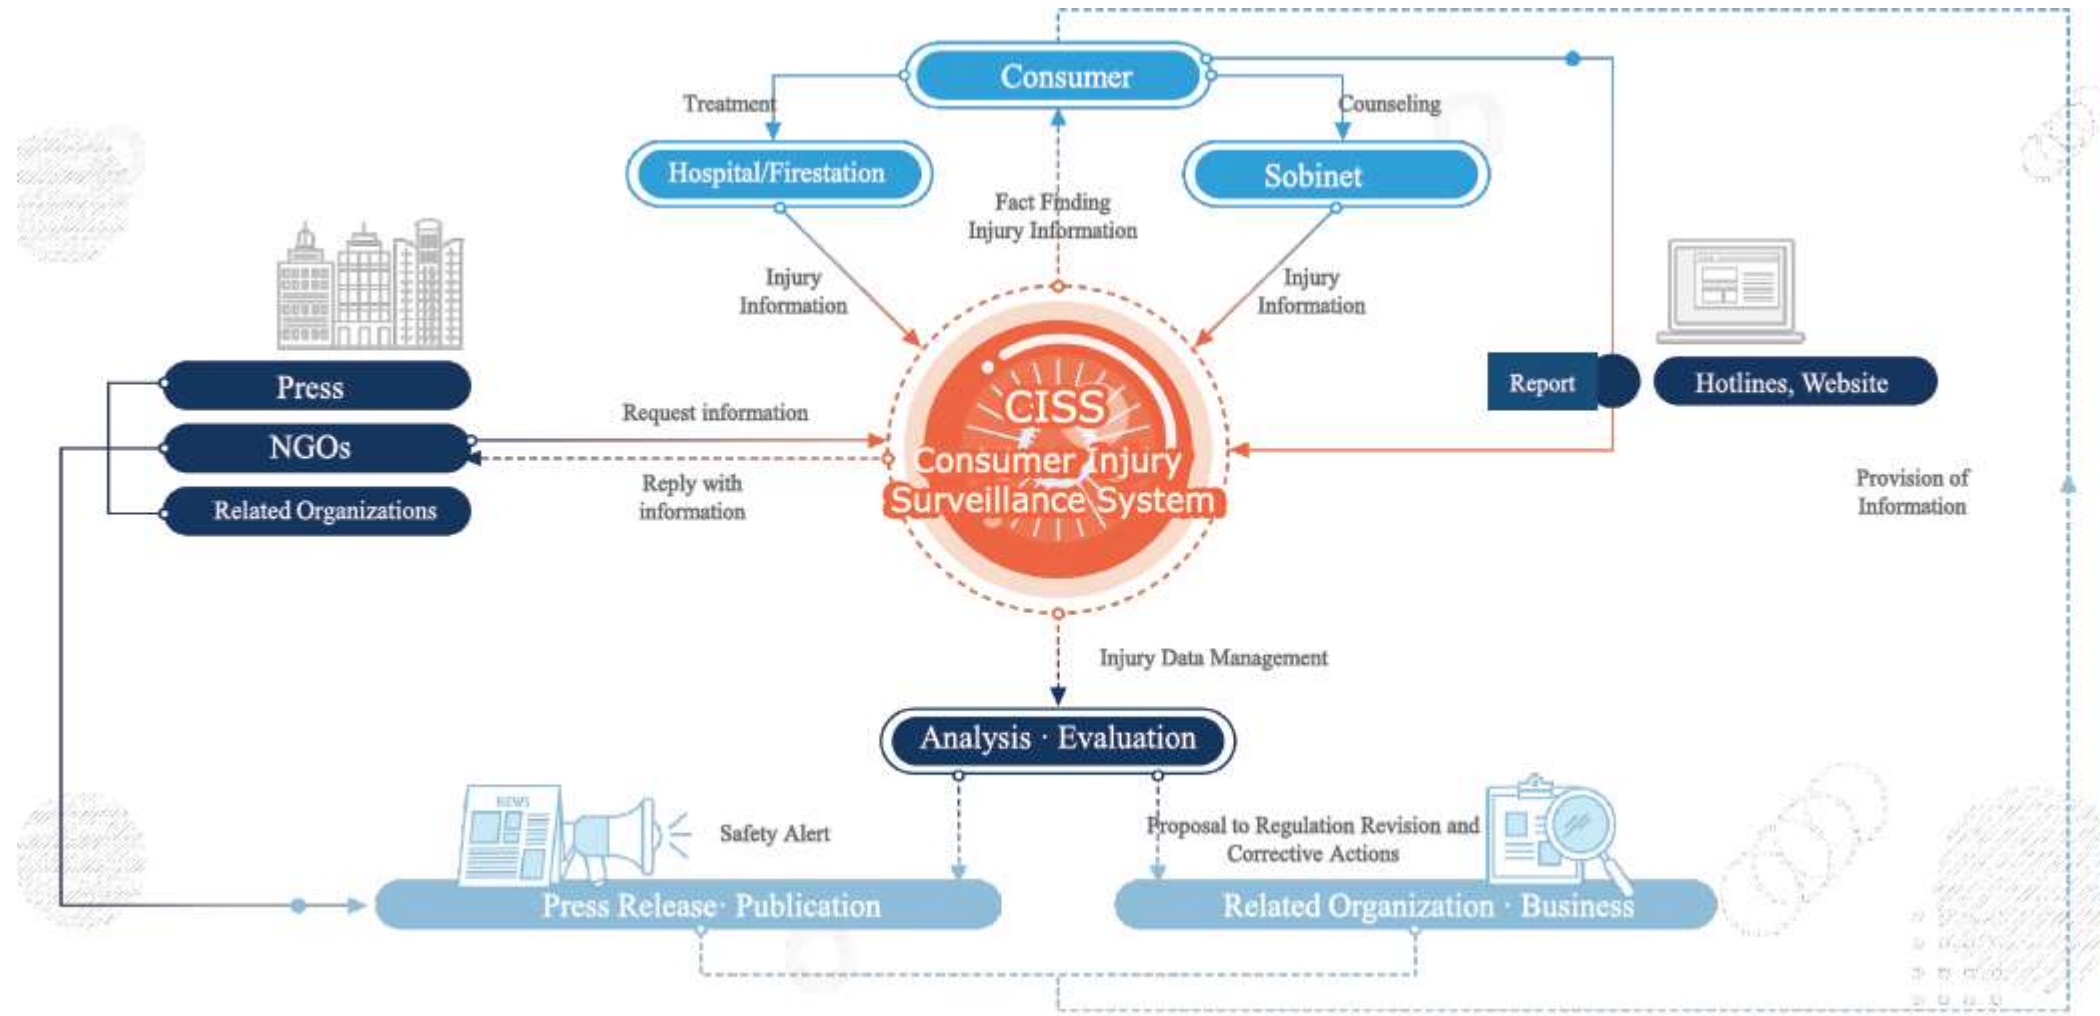 Consumer
Treatment
Counseling
Hospital/Firestation
Sobinet
Fact Finding
Injury Information
Injury
Information
Injury
Information
Press
NGOs
Related Organizations
Request information
Reply with
information
CISS
Consumer Injury
Surveillance System
Report
Hotlines, Website
Provision of
Information
Injury Data Management
Analysis · Evaluation
NEWS
Safety Alert
Proposal to Regulation Revision and
Corrective Actions
Press Release· Publication
Related Organization · Business